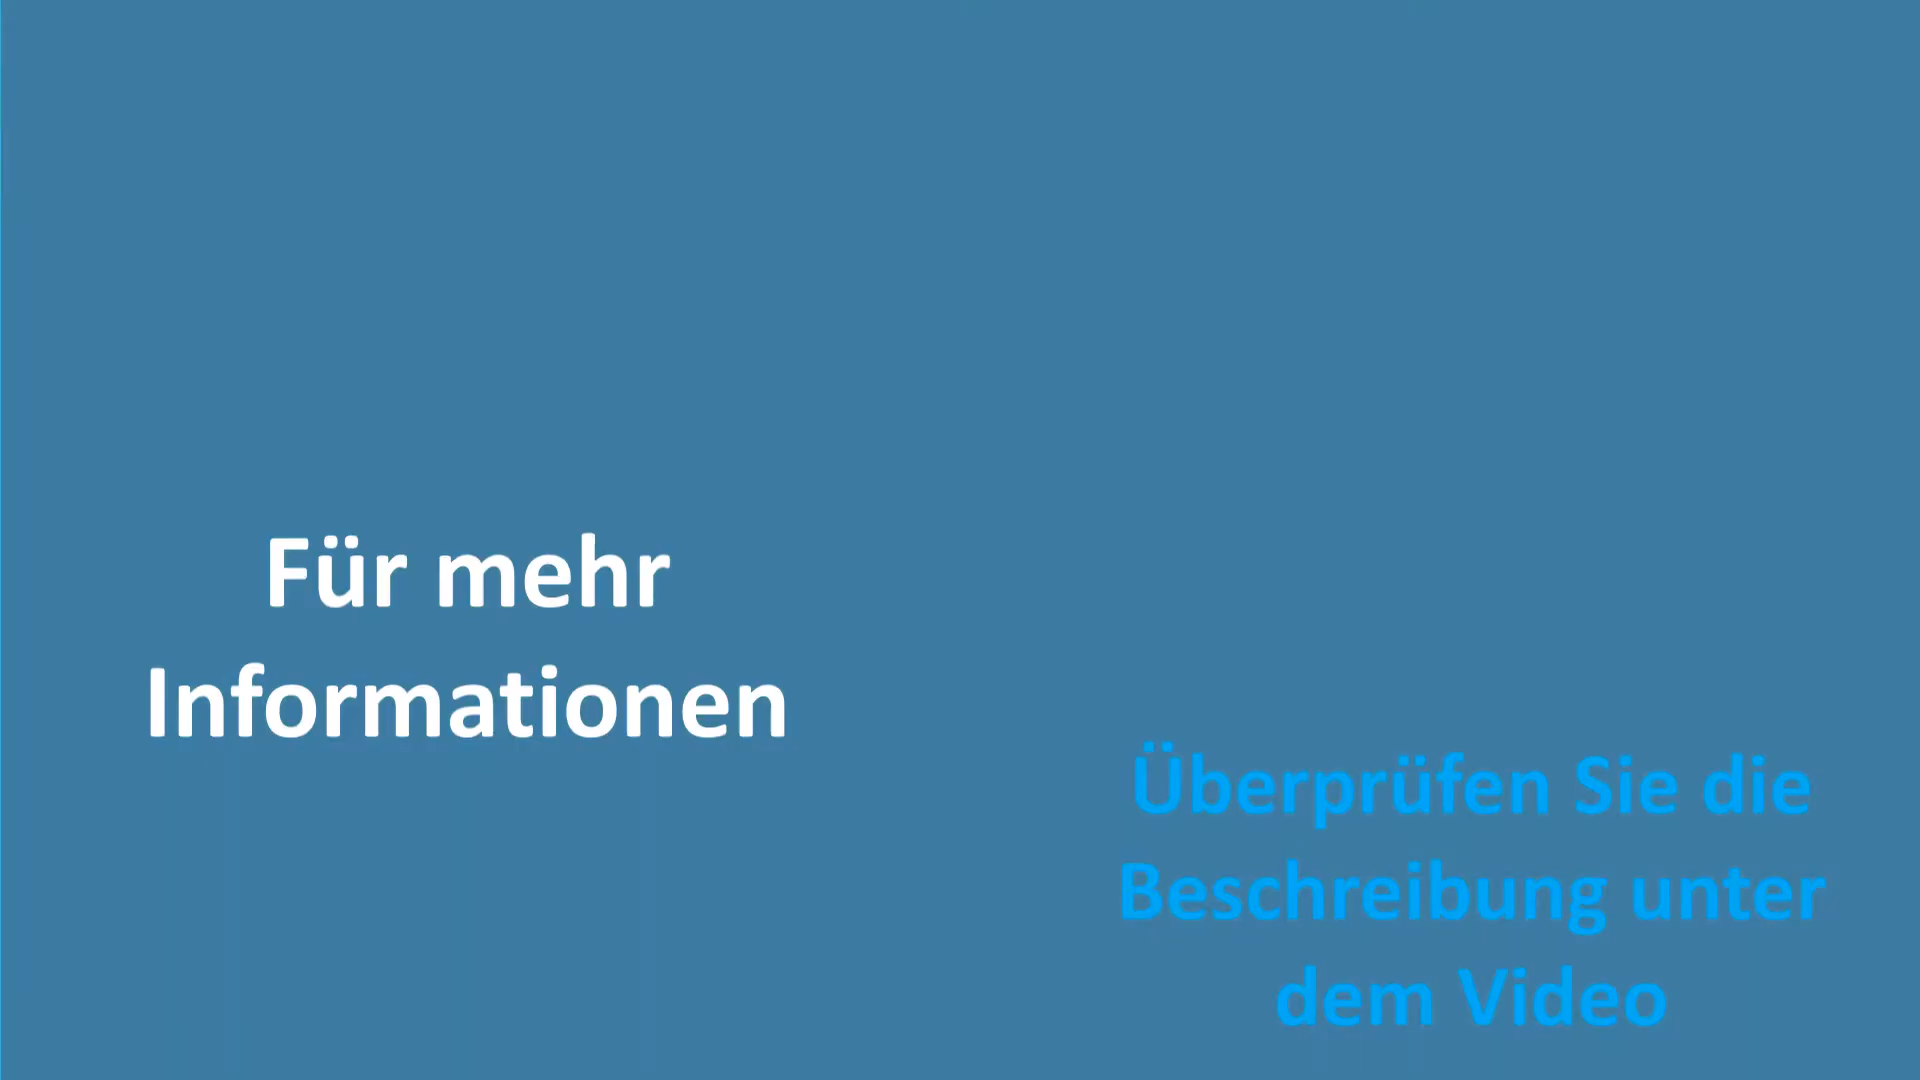 Für mehr
Informationen
Überprüfen Sie die
Beschreibung unter
dem Video